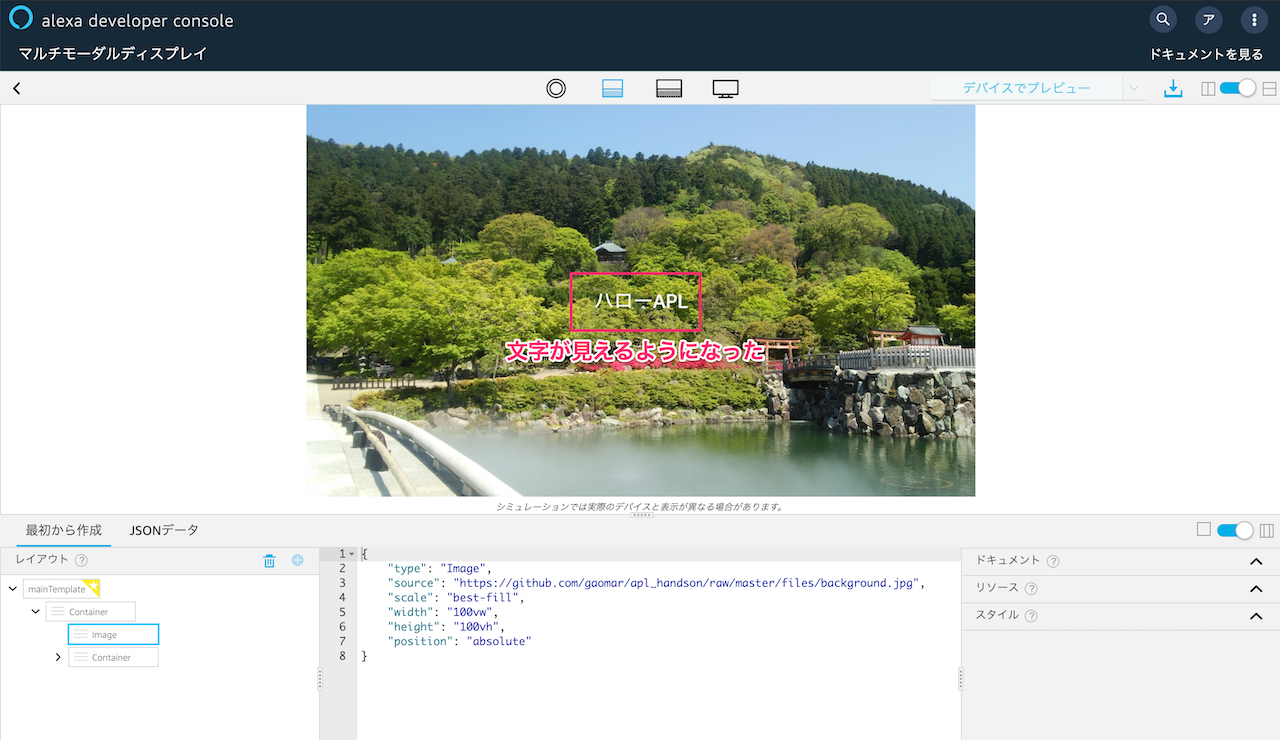 alexa developer console
ア
マルチモーダルディスプレイ
ドキュメントを見る
デバイスでプレビュー
ハローAPL
文字が見えるようになった
シミュレーションでは実際のデバイスと表示が異なる場合があります。
最初から作成
JSONデータ
レイアウト ?
mainTemplate
Container
Image
Container
1 {
2 "type": "Image",
3 "source": "https://github.com/gaomar/apl_handson/raw/master/files/background.jpg",
4 "scale": "best-fill",
5 "width": "100vw",
6 "height": "100vh",
7 "position": "absolute"
8 }
ドキュメント ?
リソース ?
スタイル ?